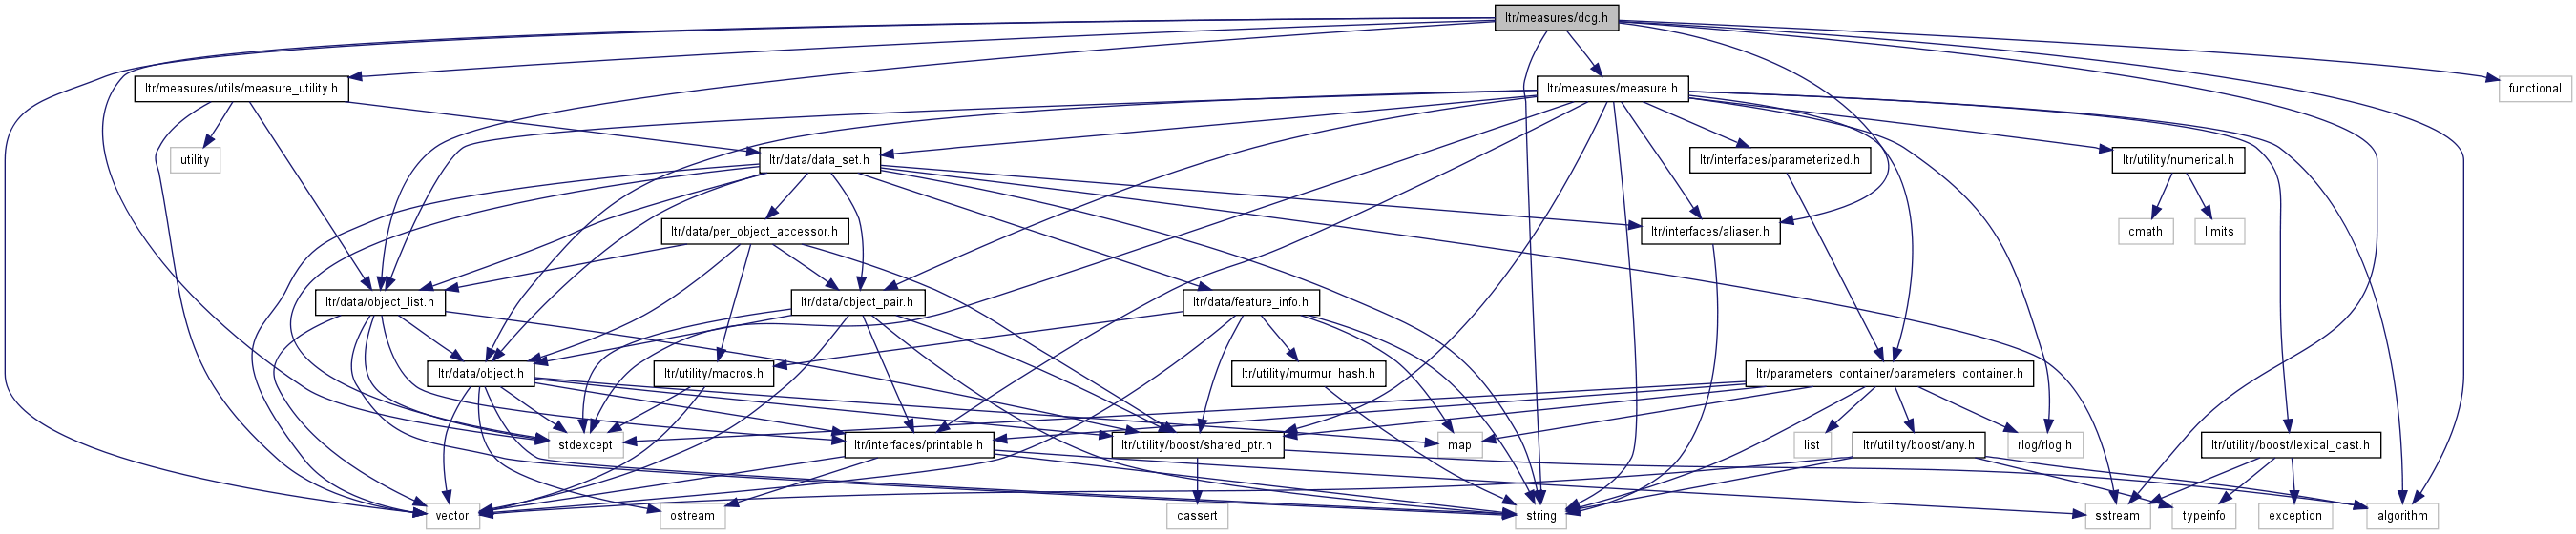 ltr/measures/dcg.h
ltr/measures/utils/measure_utility.h
ltr/measures/measure.h
functional
utility
ltr/data/data_set.h
ltr/interfaces/parameterized.h
ltr/utility/numerical.h
ltr/data/per_object_accessor.h
ltr/interfaces/aliaser.h
cmath
limits
ltr/data/object_list.h
ltr/data/object_pair.h
ltr/data/feature_info.h
ltr/data/object.h
ltr/utility/macros.h
ltr/utility/murmur_hash.h
ltr/parameters_container/parameters_container.h
stdexcept
ltr/interfaces/printable.h
ltr/utility/boost/shared_ptr.h
map
list
ltr/utility/boost/any.h
rlog/rlog.h
ltr/utility/boost/lexical_cast.h
vector
ostream
cassert
string
sstream
typeinfo
exception
algorithm